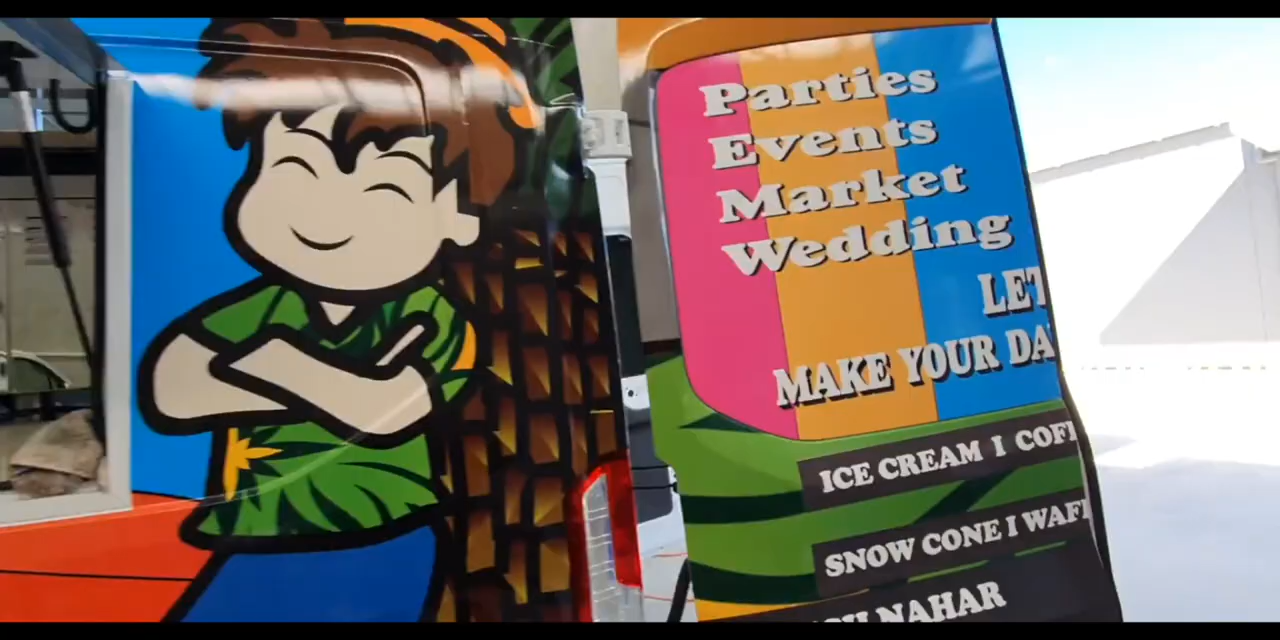 Parties
Events
Market
Wedding
LET
MAKE YOUR DA
ICE CREAM I COF
SNOW CONE I WAF
NAHAR